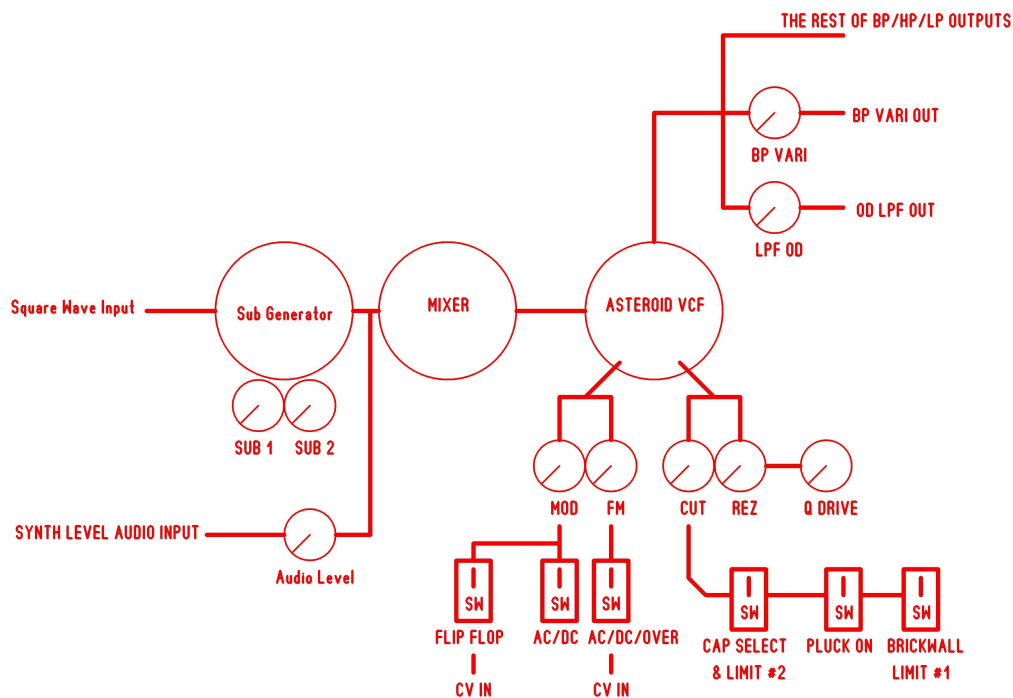 THE REST OF BP/HP/LP OUTPUTS
BP VARI OUT
BP VARI
OD LPF OUT
LPF OD
Square Wave Input
Sub Generator
MIXER
ASTEROID VCF
SUB 1
SUB 2
MOD
FM
CUT
REZ
Q DRIVE
SYNTH LEVEL AUDIO INPUT
Audio Level
SW
SW
SW
SW
SW
SW
FLIP FLOP
AC/DC
AC/DC/OVER
CAP SELECT
& LIMIT #2
PLUCK ON
BRICKWALL
LIMIT #1
CV IN
CV IN